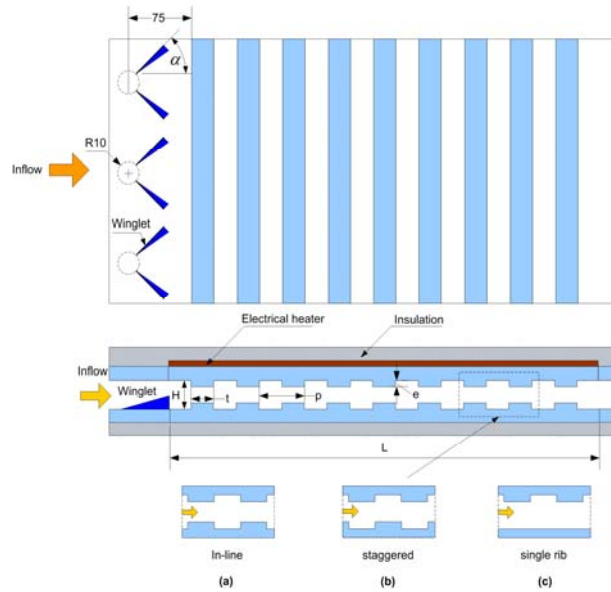 75
α
R10
Inflow
Winglet
Electrical heater
Insulation
Inflow
Winglet
H
t
p
e
L
In-line
staggered
single rib
(a)
(b)
(c)